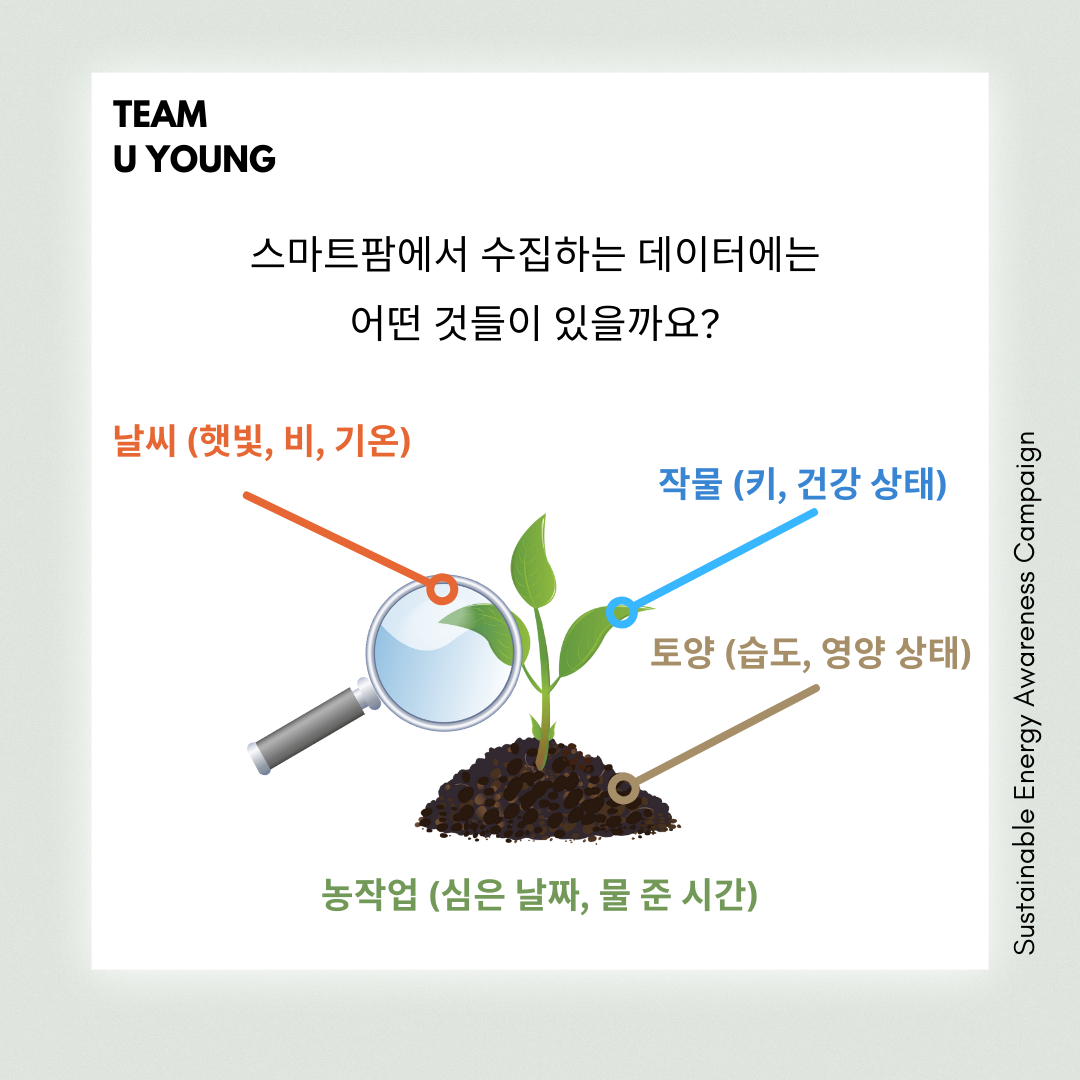 TEAM
U YOUNG
스마트팜에서 수집하는 데이터에는
어떤 것들이 있을까요?
날씨 (햇빛, 비, 기온)
작물 (키, 건강 상태)
토양 (습도, 영양 상태)
농작업 (심은 날짜, 물 준 시간)
Sustainable Energy Awareness Campaign